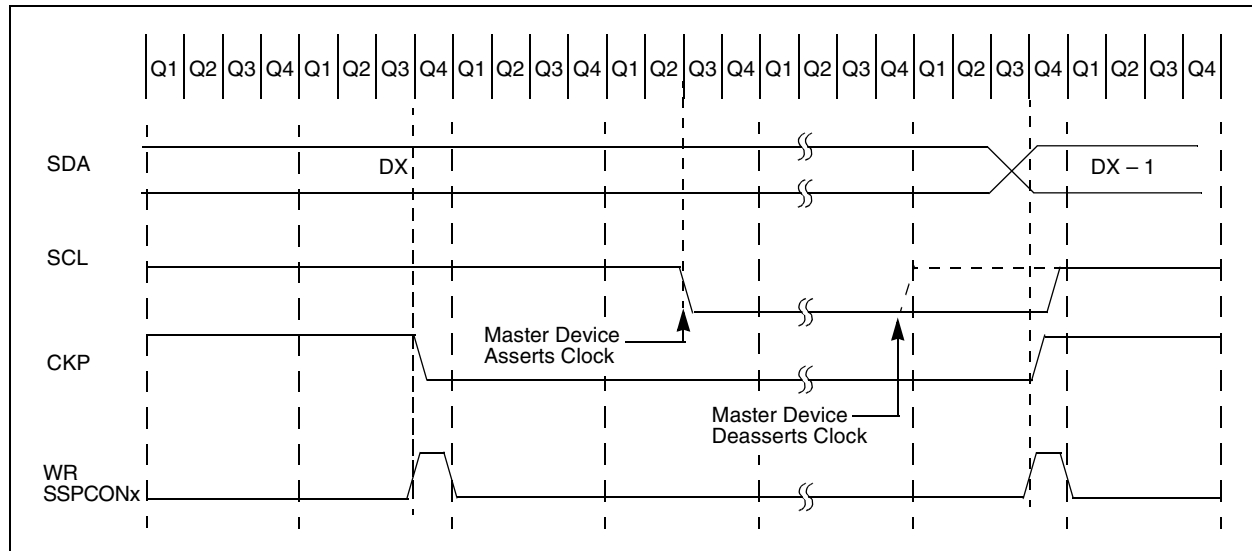 Q1 Q2 Q3 Q4 Q1 Q2 Q3 Q4 Q1 Q2 Q3 Q4 Q1 Q2 Q3 Q4 Q1 Q2 Q3 Q4 Q1 Q2 Q3 Q4 Q1 Q2 Q3 Q4
SDA
DX
DX – 1
SCL
Master Device
Asserts Clock
CKP
Master Device
Deasserts Clock
WR
SSPCONx